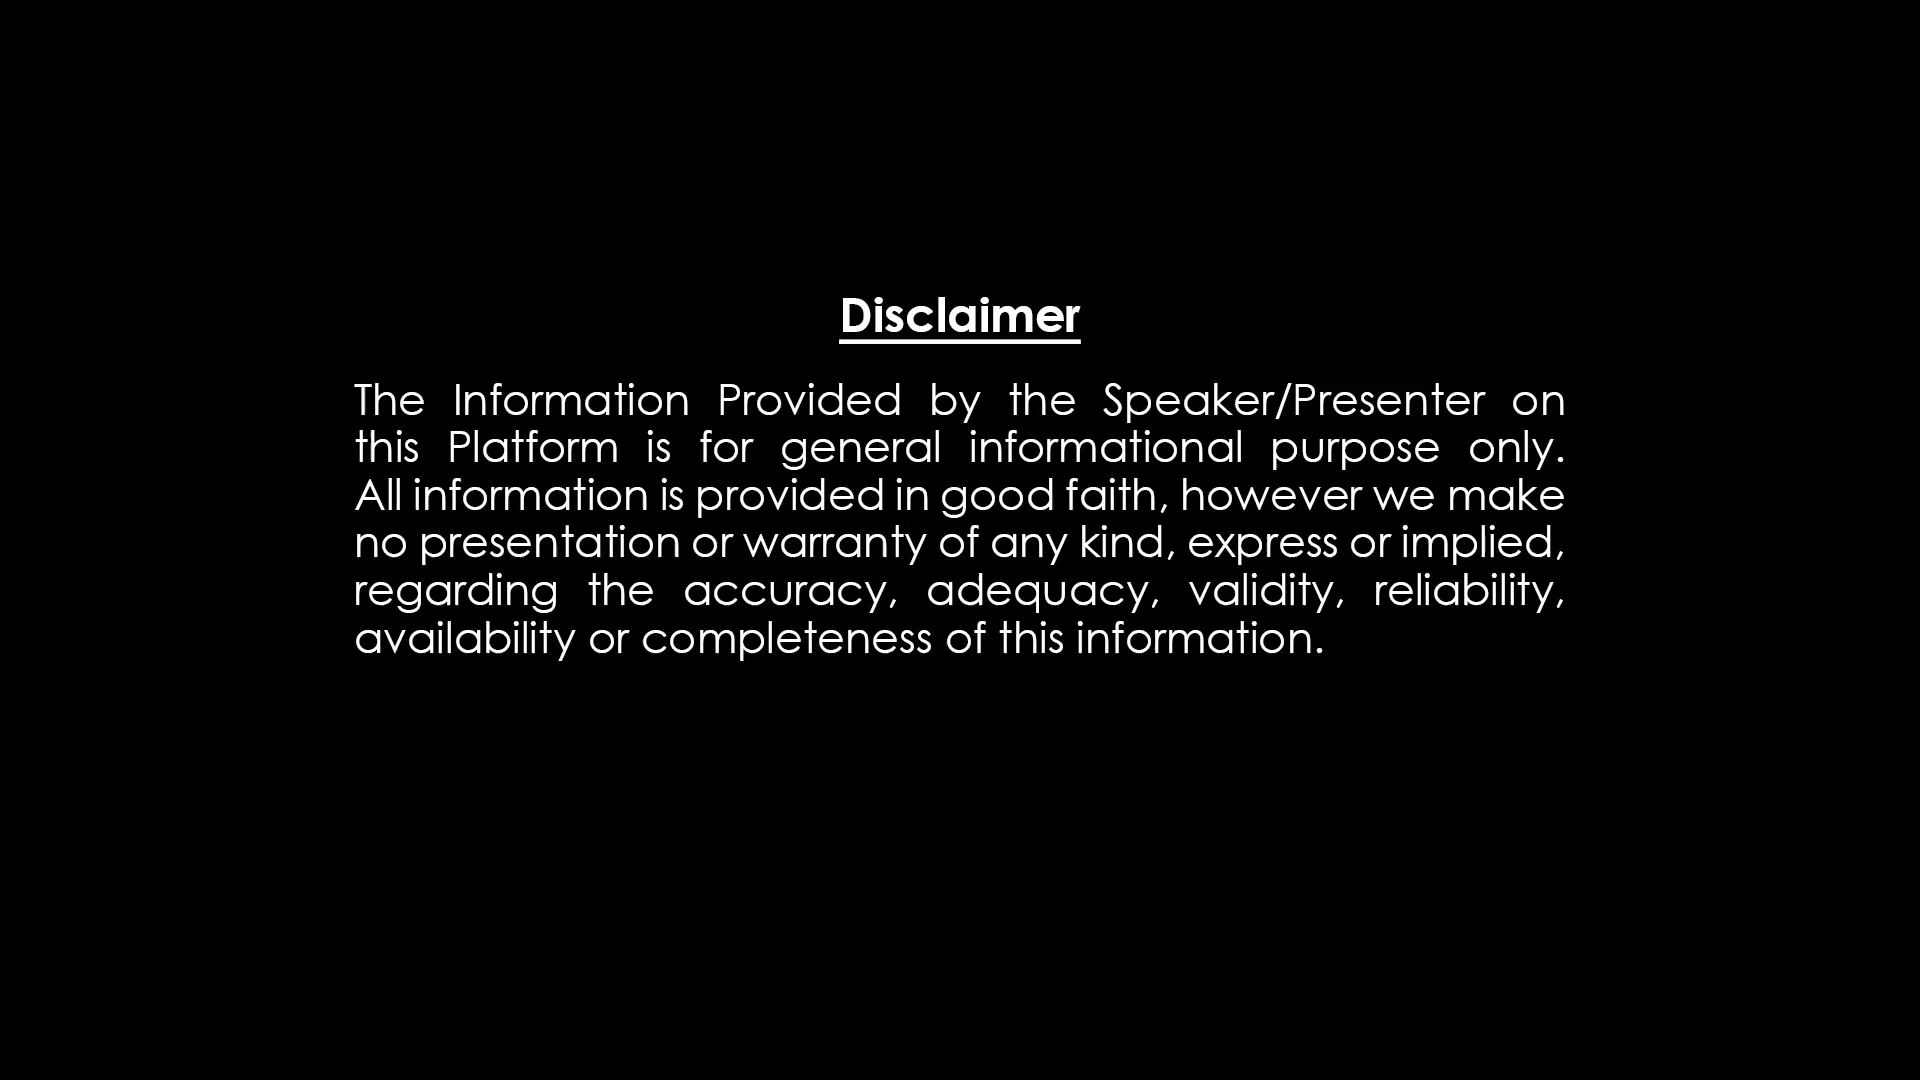 Disclaimer
The Information Provided by the Speaker/Presenter on
this Platform is for general informational purpose only.
All information is provided in good faith, however we make
no presentation or warranty of any kind, express or implied,
regarding the accuracy, adequacy, validity, reliability,
availability or completeness of this information.